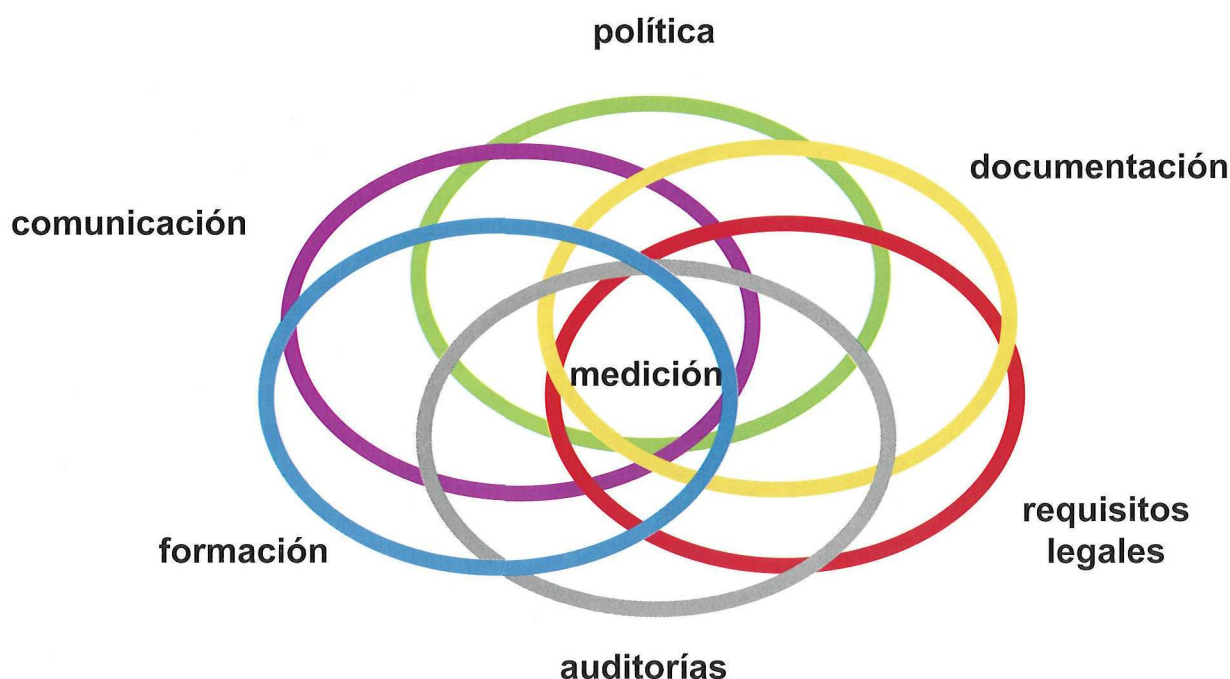 política
documentación
comunicación
medición
requisitos
legales
formación
auditorías